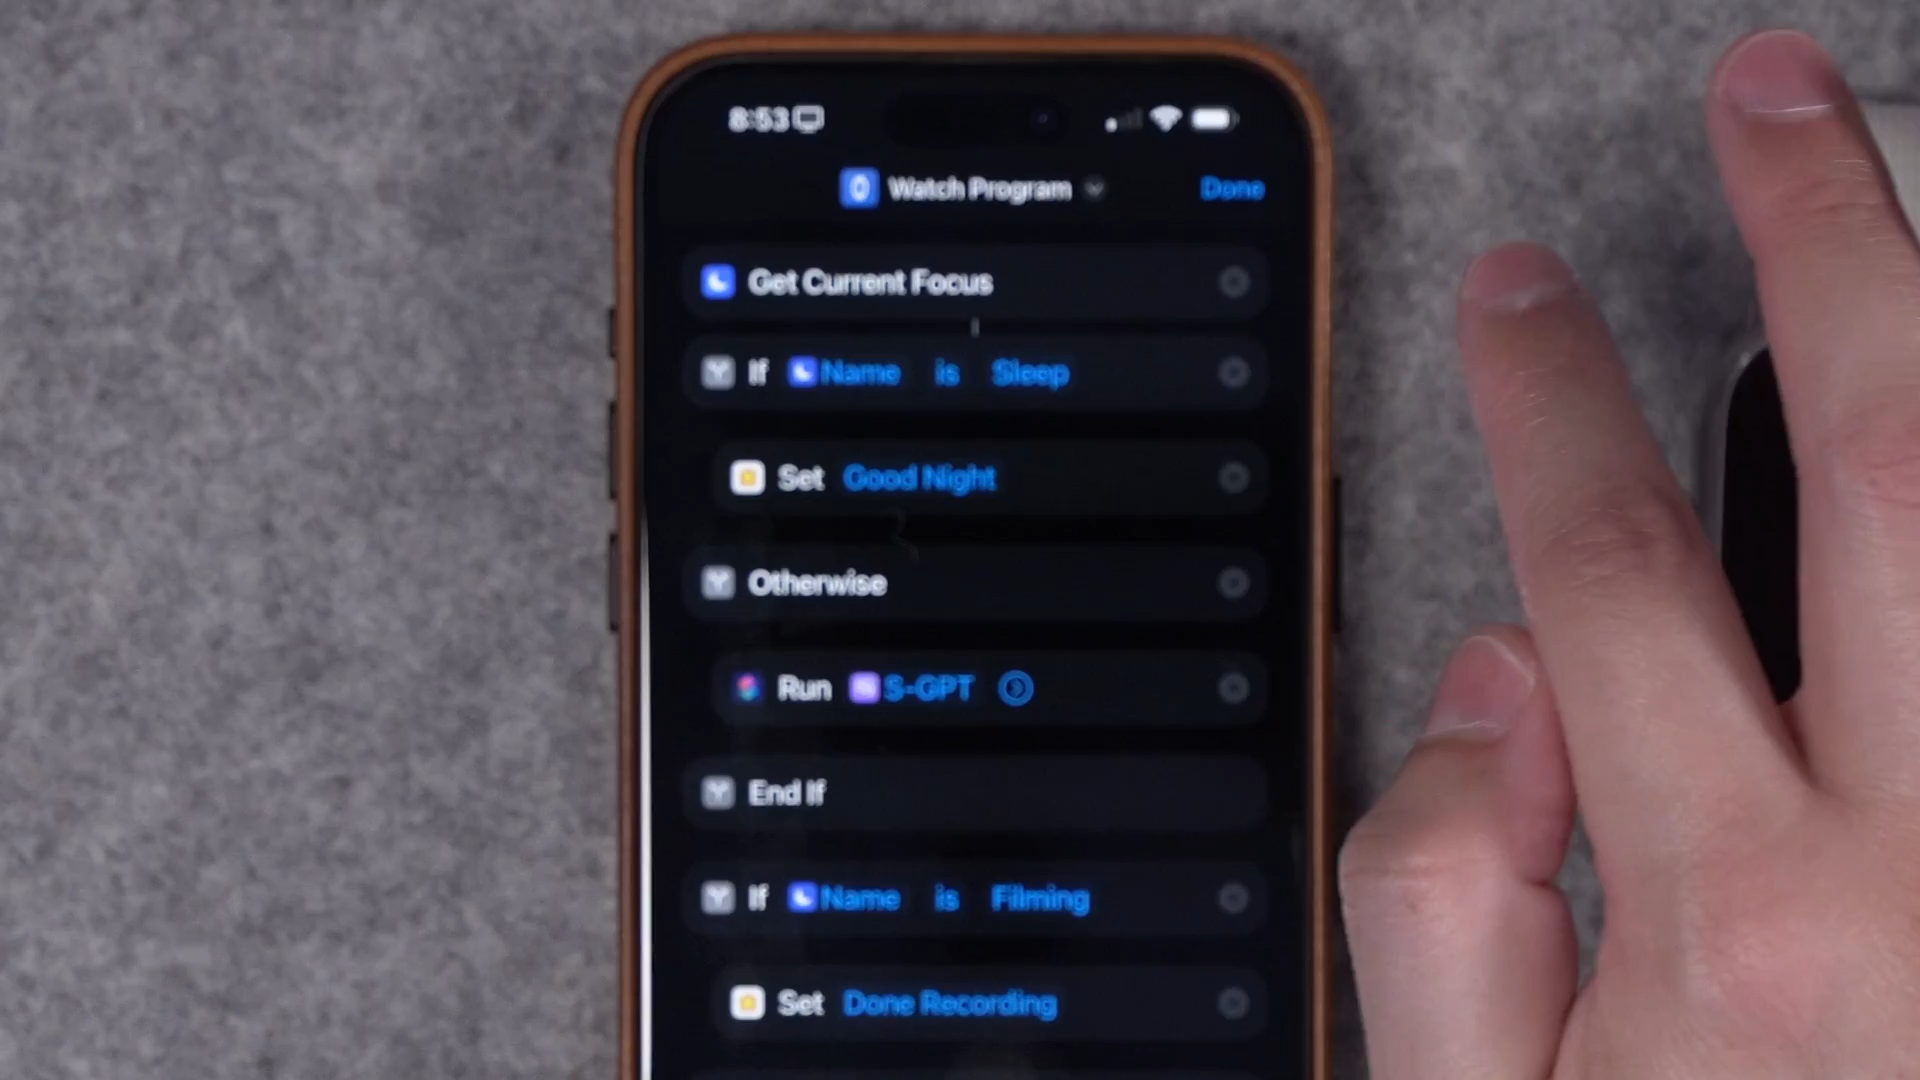 8:53
Watch Program
Done
Get Current Focus
If Name is Sleep
Set Good Night
Otherwise
Run S-GPT
End If
If Name is Filming
Set Done Recording